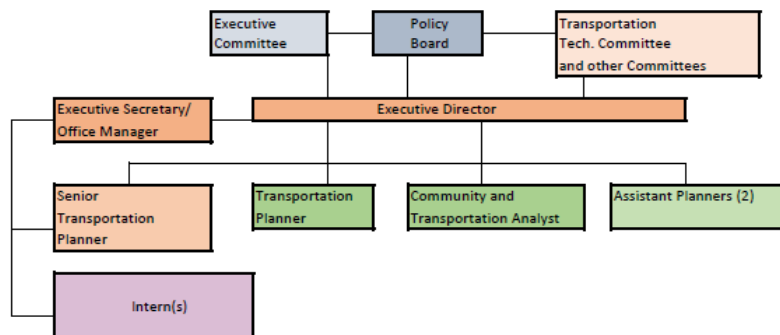 Executive
Committee
Policy
Board
Transportation
Tech. Committee
and other Committees
Executive Secretary/
Office Manager
Executive Director
Senior
Transportation
Planner
Transportation
Planner
Community and
Transportation Analyst
Assistant Planners (2)
Intern(s)